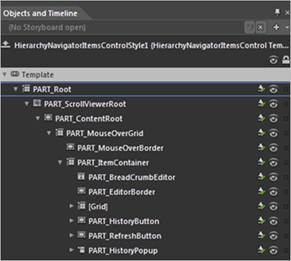 Objects and Timeline
(No Storyboard open)
HierarchyNavigatorItemsControlStyle1 (HierarchyNavigatorItemsControl Tem...
Template
PART_Root
PART_ScrollViewerRoot
PART_ContentRoot
PART_MouseOverGrid
PART_MouseOverBorder
PART_ItemContainer
PART_BreadCrumbEditor
PART_EditorBorder
[Grid]
PART_HistoryButton
PART_RefreshButton
PART_HistoryPopup